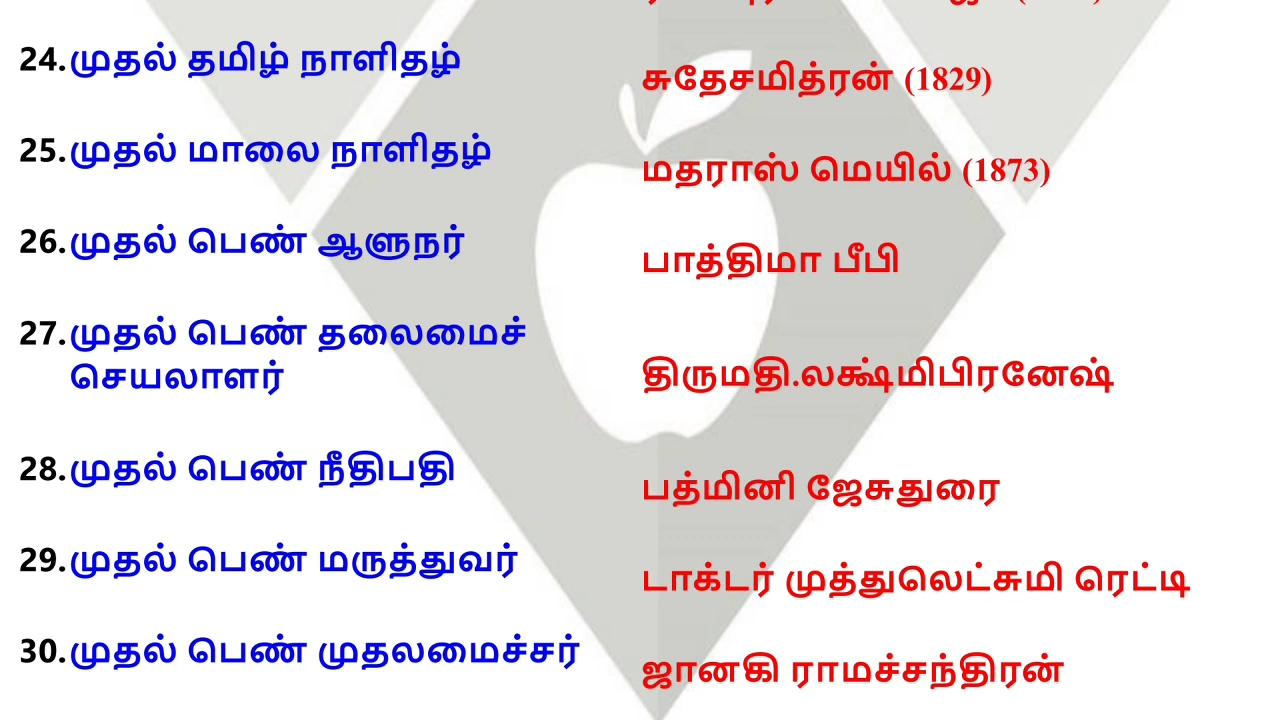 24.முதல் தமிழ் நாளிதழ்
சுதேசமித்ரன் (1829)
25.முதல் மாலை நாளிதழ்
மதராஸ் மெயில் (1873)
26.முதல் பெண் ஆளுநர்
பாத்திமா பீபி
27.முதல் பெண் தலைமைச்
செயலாளர்
திருமதி.லக்ஷ்மிபிரனேஷ்
28.முதல் பெண் நீதிபதி
பத்மினி ஜேசுதுரை
29.முதல் பெண் மருத்துவர்
டாக்டர் முத்துலெட்சுமி ரெட்டி
30.முதல் பெண் முதலமைச்சர்
ஜானகி ராமச்சந்திரன்